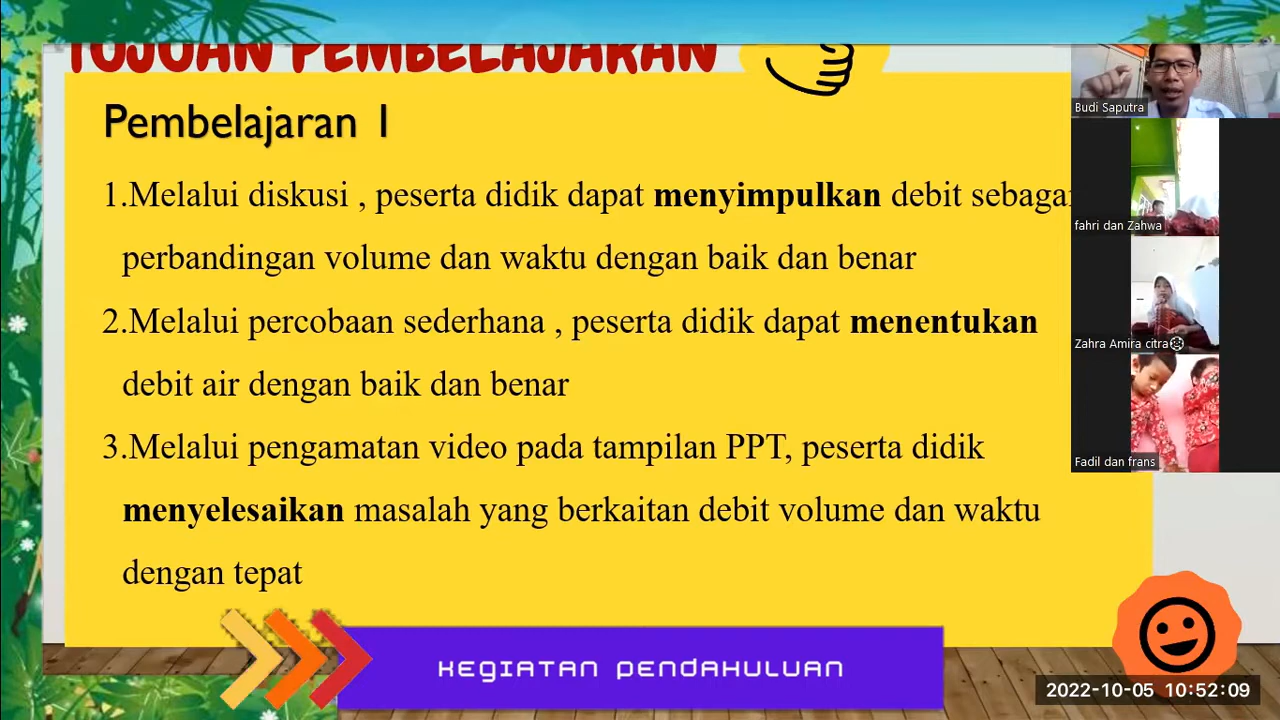 TUJUAN PEMBELAJARAN
Pembelajaran 1
1.Melalui diskusi , peserta didik dapat menyimpulkan debit sebagai
perbandingan volume dan waktu dengan baik dan benar
2.Melalui percobaan sederhana , peserta didik dapat menentukan
debit air dengan baik dan benar
3.Melalui pengamatan video pada tampilan PPT, peserta didik
menyelesaikan masalah yang berkaitan debit volume dan waktu
dengan tepat
KEGIATAN PENDAHULUAN
Budi Saputra
fahri dan Zahwa
Zahra Amira citra
Fadil dan frans
2022-10-05 10:52:09